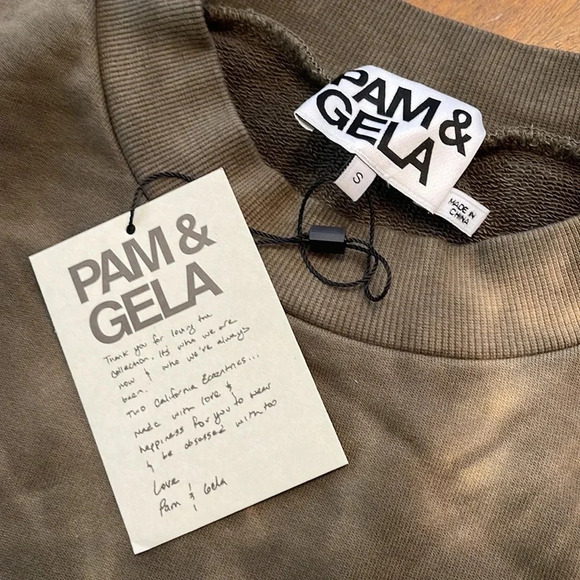 PAM &
GELA
S
MADE IN
CHINA
PAM &
GELA
Thank you for loving the
collection. It's who we are
now & who we've always
been.
Two California Eccentrics...
Made with love &
happiness for you to wear
& be obsessed with too
Love
Pam & Gela